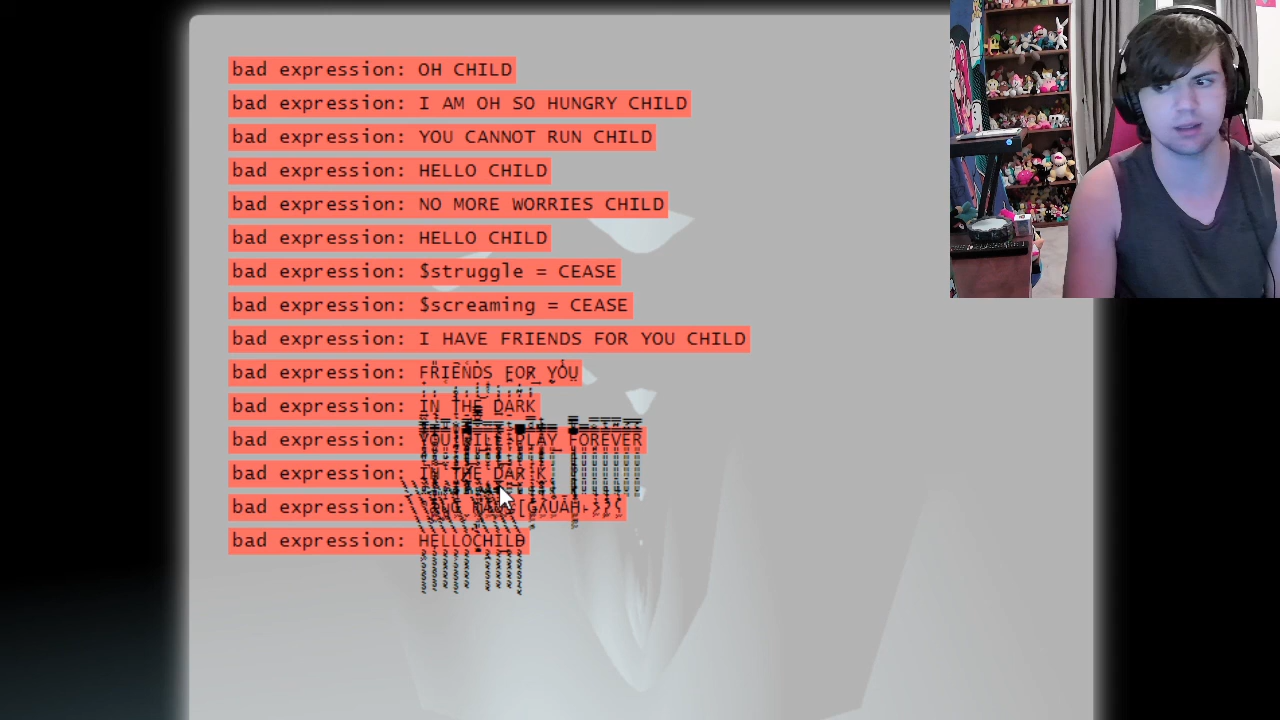 bad expression: OH CHILD
bad expression: I AM OH SO HUNGRY CHILD
bad expression: YOU CANNOT RUN CHILD
bad expression: HELLO CHILD
bad expression: NO MORE WORRIES CHILD
bad expression: HELLO CHILD
bad expression: $struggle = CEASE
bad expression: $screaming = CEASE
bad expression: I HAVE FRIENDS FOR YOU CHILD
bad expression: FRIENDS FOR YOU
bad expression: IN THE DARK
bad expression: YOU WILL PLAY FOREVER
bad expression: IN THE DARK
bad expression:
bad expression: HELLOCHILD